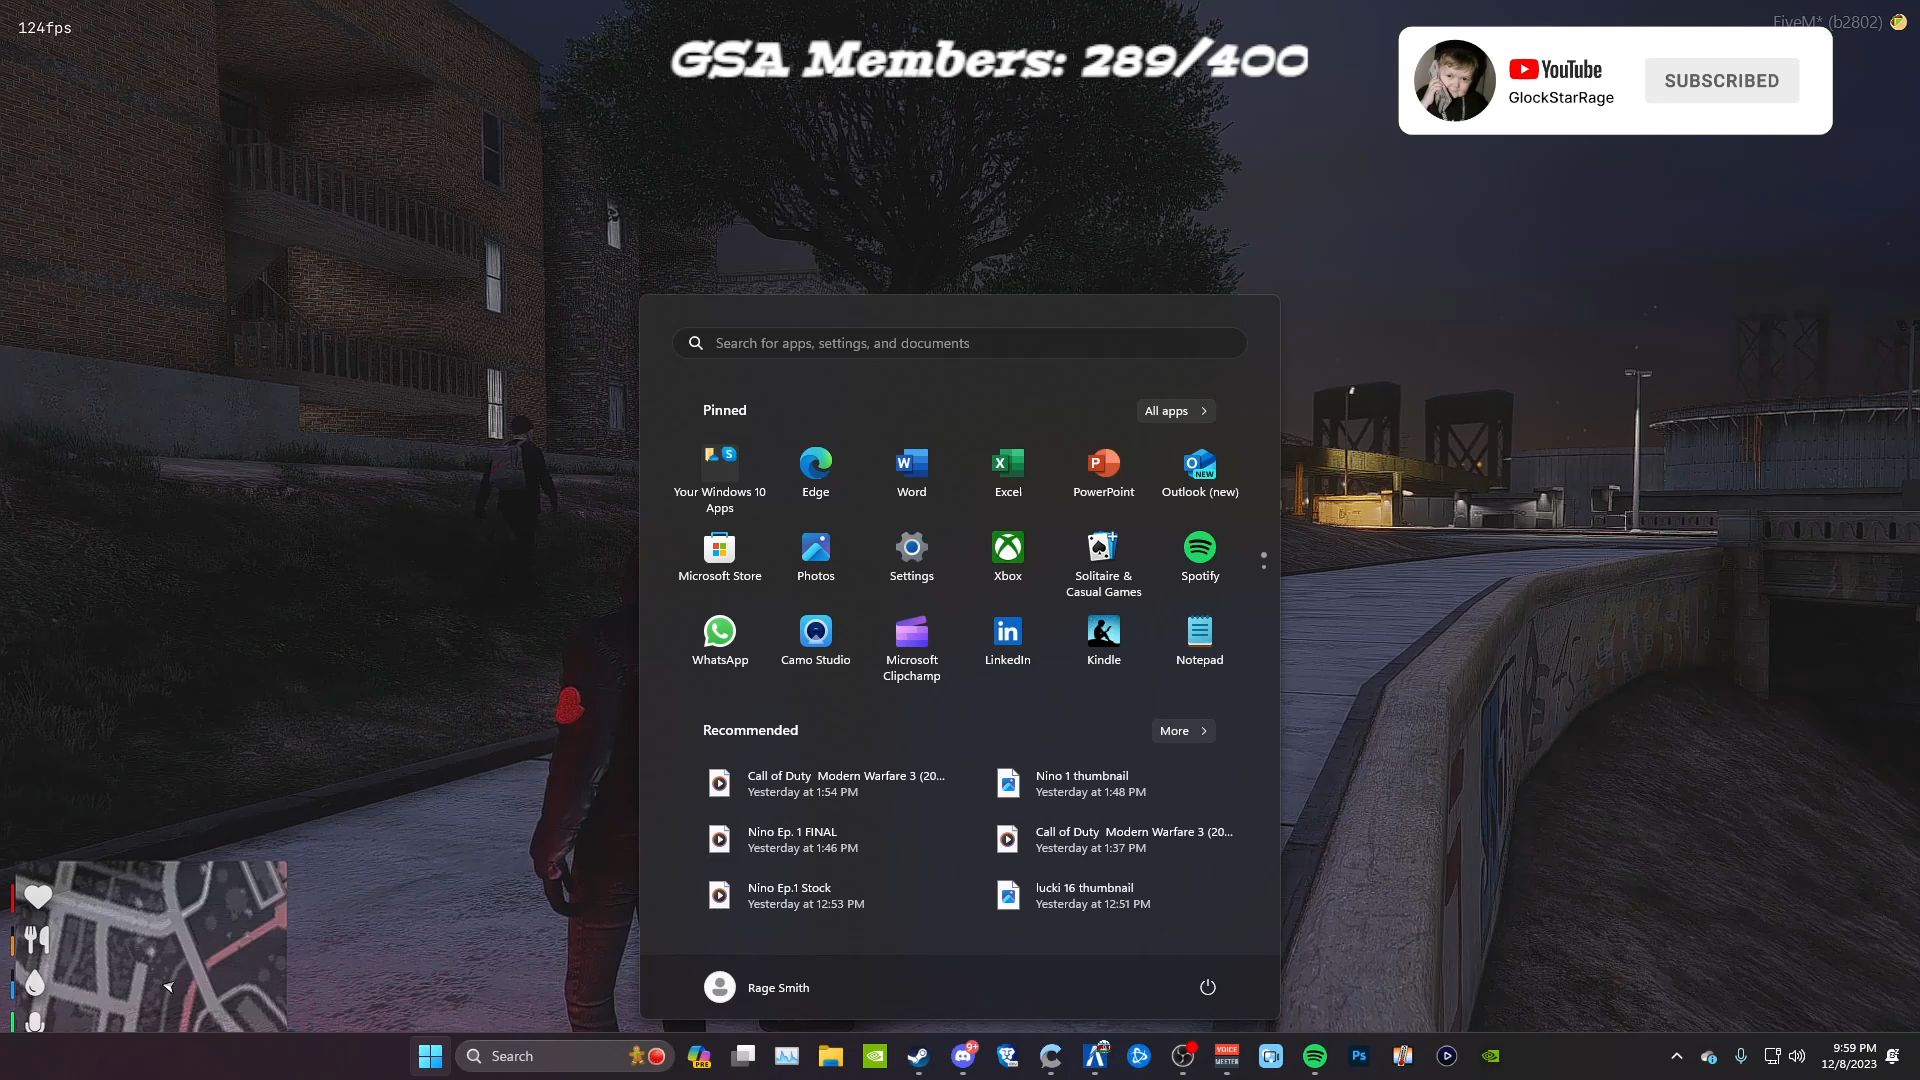 124fps
GSA Members: 289/400
FiveM* (b2802)
YouTube
GlockStarRage
SUBSCRIBED
Search for apps, settings, and documents
Pinned
All apps
Your Windows 10 Apps
Edge
Word
Excel
PowerPoint
Outlook (new)
Microsoft Store
Photos
Settings
Xbox
Solitaire & Casual Games
Spotify
WhatsApp
Camo Studio
Microsoft Clipchamp
LinkedIn
Kindle
Notepad
Recommended
More
Call of Duty Modern Warfare 3 (20...
Yesterday at 1:54 PM
Nino 1 thumbnail
Yesterday at 1:48 PM
Nino Ep. 1 FINAL
Yesterday at 1:46 PM
Call of Duty Modern Warfare 3 (20...
Yesterday at 1:37 PM
Nino Ep.1 Stock
Yesterday at 12:53 PM
lucki 16 thumbnail
Yesterday at 12:51 PM
Rage Smith
Search
PRE
9+
VOICE
MEETER
Ps
9:59 PM
12/8/2023